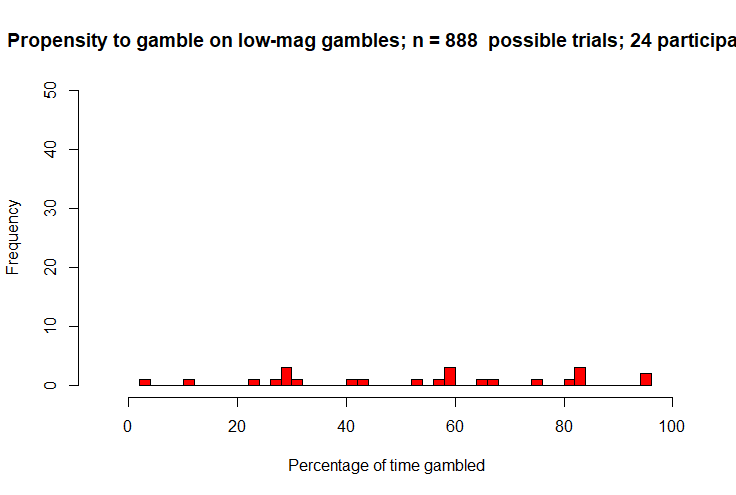 Propensity to gamble on low-mag gambles; n = 888  possible trials; 24 participa
50
40
30
20
10
0
Frequency
0 20 40 60 80 100
Percentage of time gambled